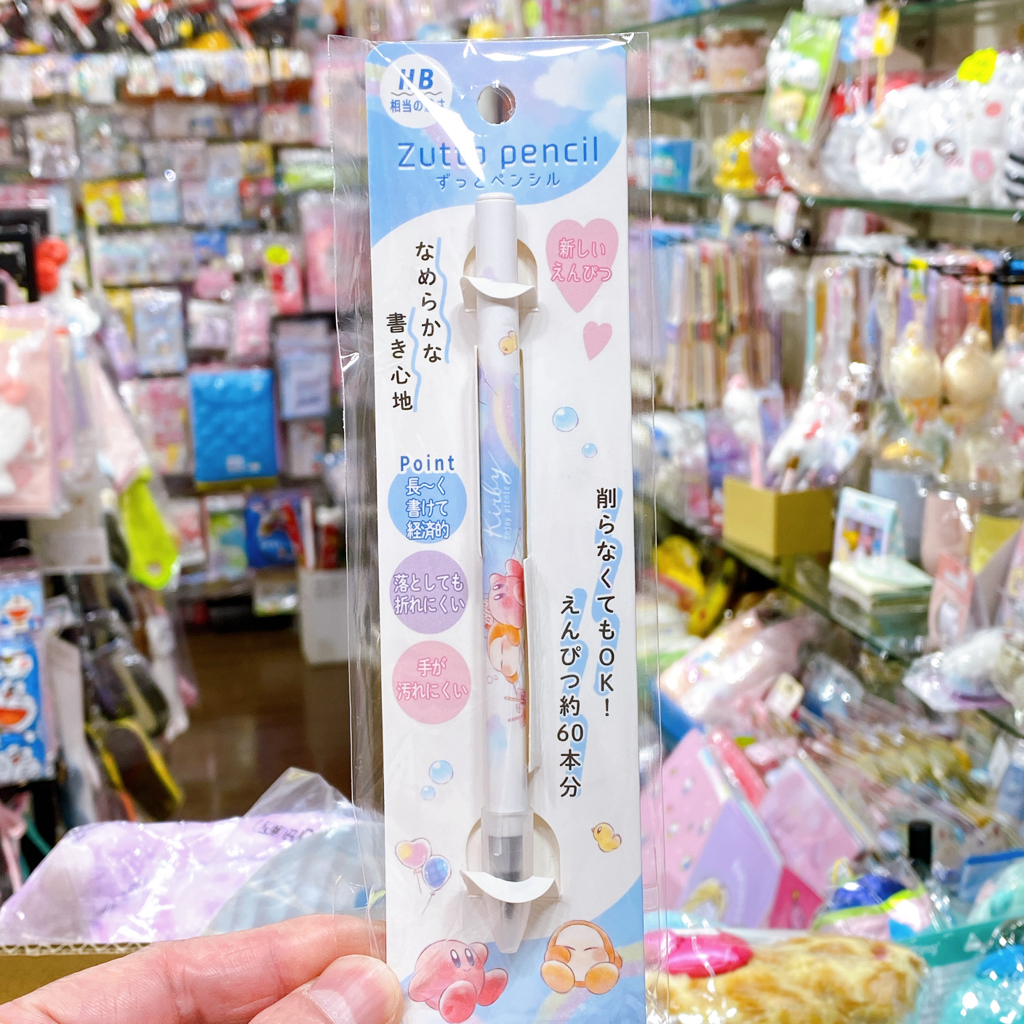 HB
相当の濃さ
Zutto pencil
ずっとペンシル
新しい
えんぴつ
なめらかな
書き心地
Point
長〜く
書けて
経済的
落としても
折れにくい
手が
汚れにくい
Kirby
削らなくてもOK!
えんぴつ約60本分